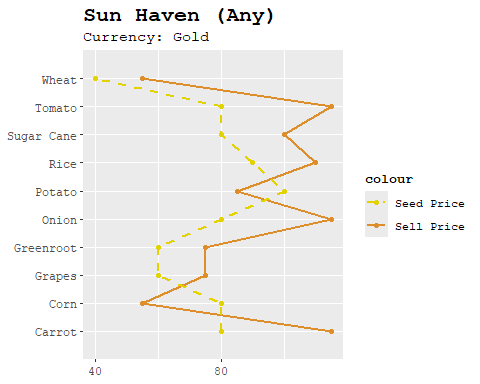 Sun Haven (Any)
Currency: Gold
Wheat
Tomato
Sugar Cane
Rice
Potato
Onion
Greenroot
Grapes
Corn
Carrot
40 80
colour
Seed Price
Sell Price